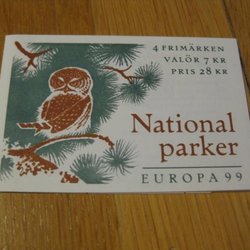 4 FRIMÄRKEN
VALÖR 7 KR
PRIS 28 KR
National
parker
EUROPA 99